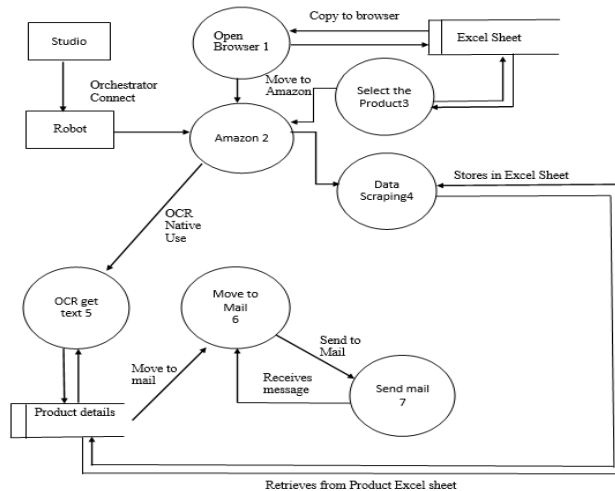 Copy to browser
Studio
Open
Browser 1
Excel Sheet
Orchestrator
Connect
Move to
Amazon
Select the
Product3
Robot
Amazon 2
Data
Scraping4
Stores in Excel Sheet
OCR
Native
Use
OCR get
text 5
Move to
Mail
6
Send to
Mail
Move to
mail
Receives
message
Send mail
7
Product details
Retrieves from Product Excel sheet